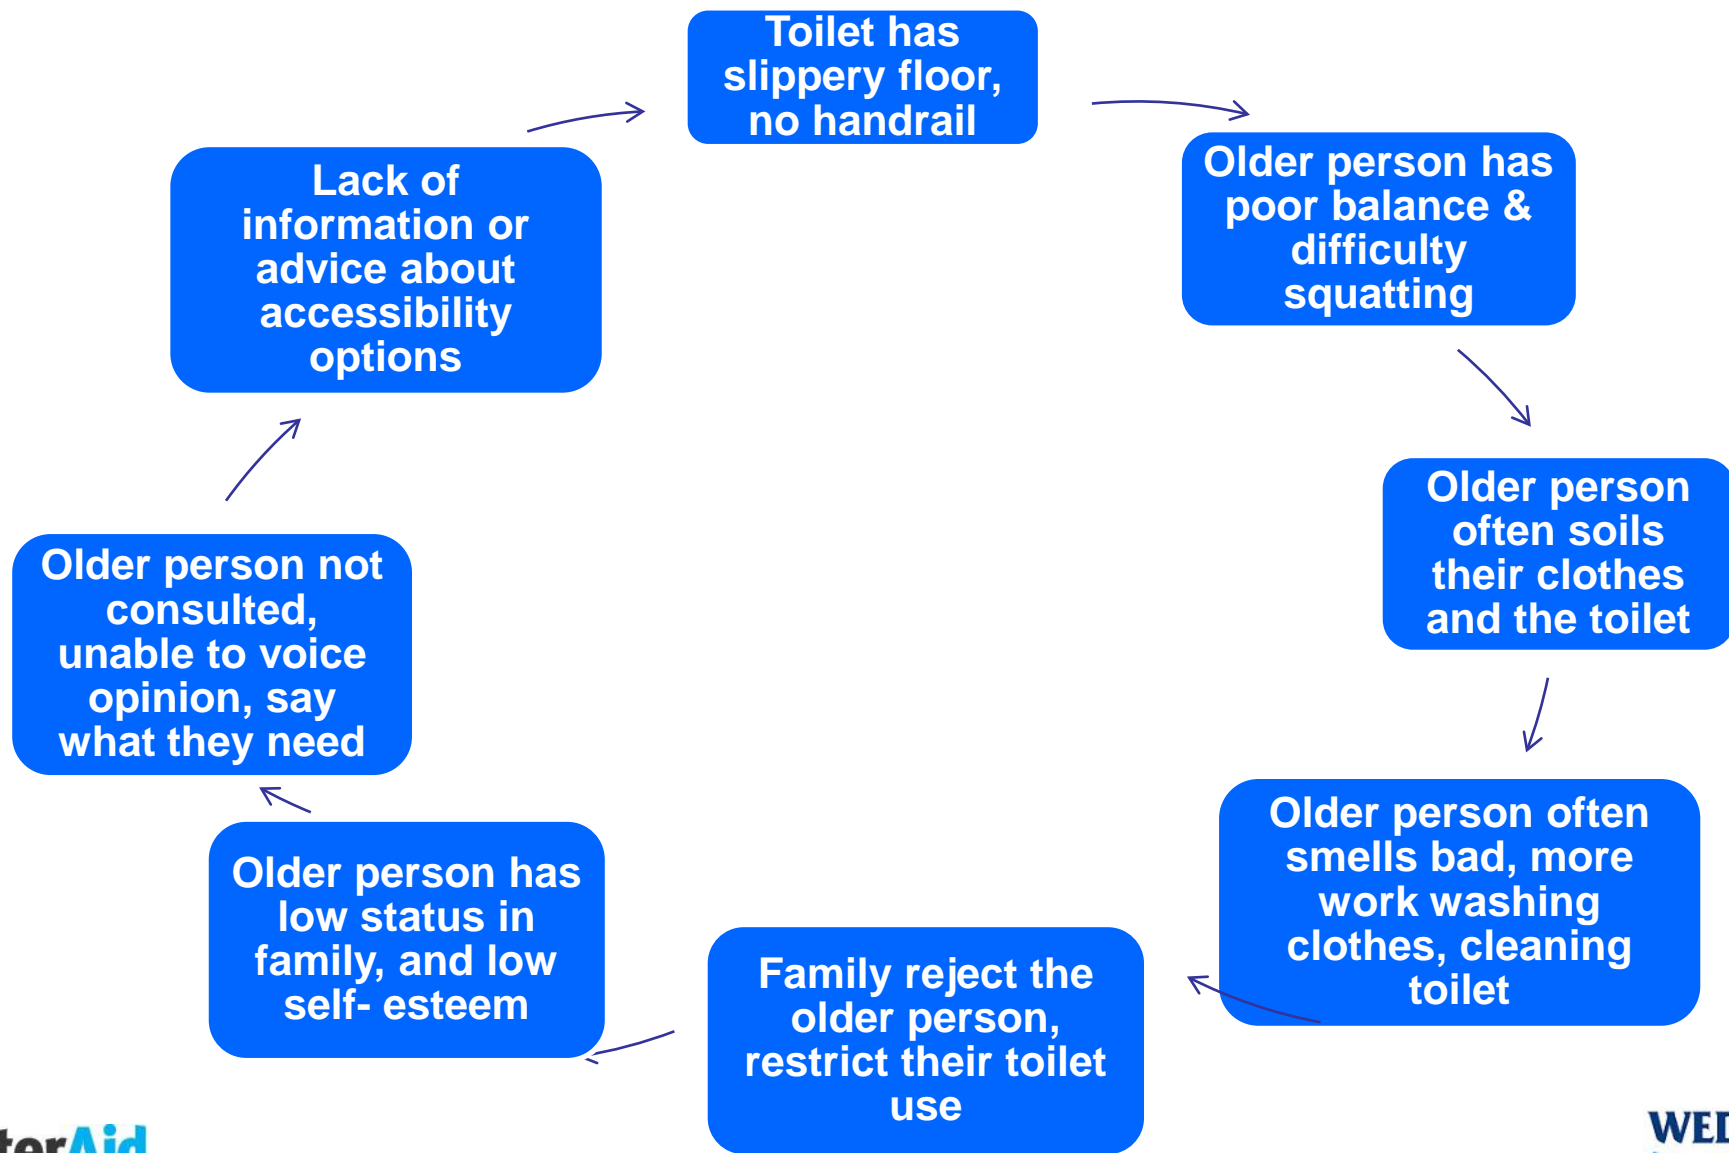 Toilet has
slippery floor,
no handrail
Older person has
poor balance &
difficulty
squatting
Older person
often soils
their clothes
and the toilet
Older person often
smells bad, more
work washing
clothes, cleaning
toilet
Family reject the
older person,
restrict their toilet
use
Older person has
low status in
family, and low
self- esteem
Older person not
consulted,
unable to voice
opinion, say
what they need
Lack of
information or
advice about
accessibility
options
terAid
WED